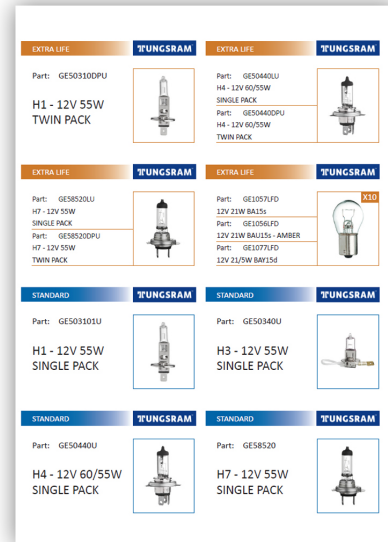 EXTRA LIFE TUNGSRAM
Part: GE50310DPU
H1 - 12V 55W
TWIN PACK
EXTRA LIFE TUNGSRAM
Part: GE50440LU
H4 - 12V 60/55W
SINGLE PACK
Part: GE50440DPU
H4 - 12V 60/55W
TWIN PACK
EXTRA LIFE TUNGSRAM
Part: GE58520LU
H7 - 12V 55W
SINGLE PACK
Part: GE58520DPU
H7 - 12V 55W
TWIN PACK
EXTRA LIFE TUNGSRAM
X10
Part: GE1057LFD
12V 21W BA15s
Part: GE1056LFD
12V 21W BAU15s - AMBER
Part: GE1077LFD
12V 21/5W BAY15d
STANDARD TUNGSRAM
Part: GE503101U
H1 - 12V 55W
SINGLE PACK
STANDARD TUNGSRAM
Part: GE50340U
H3 - 12V 55W
SINGLE PACK
STANDARD TUNGSRAM
Part: GE50440U
H4 - 12V 60/55W
SINGLE PACK
STANDARD TUNGSRAM
Part: GE58520
H7 - 12V 55W
SINGLE PACK